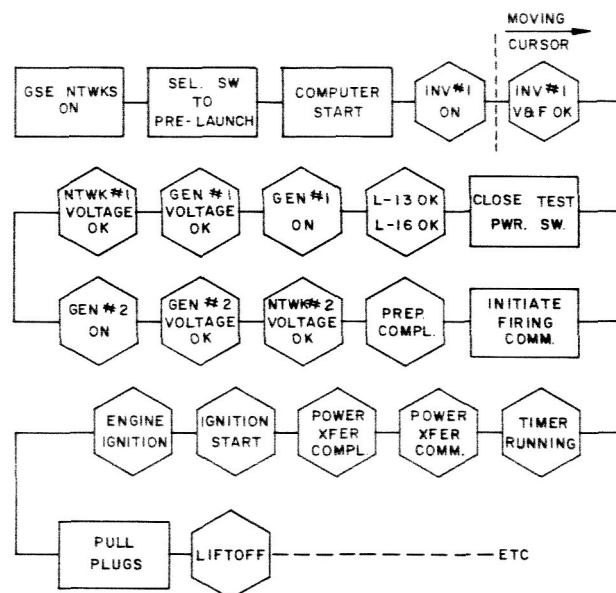 MOVING
CURSOR
GSE NTWKS
ON
SEL. SW
TO
PRE-LAUNCH
COMPUTER
START
INV #1
ON
INV #1
V & F OK
NTWK #1
VOLTAGE
OK
GEN #1
VOLTAGE
OK
GEN #1
ON
L-13 OK
L-16 OK
CLOSE TEST
PWR. SW.
GEN #2
ON
GEN #2
VOLTAGE
OK
NTWK #2
VOLTAGE
OK
PREP.
COMPL.
INITIATE
FIRING
COMM.
ENGINE
IGNITION
IGNITION
START
POWER
XFER
COMPL.
POWER
XFER
COMM.
TIMER
RUNNING
PULL
PLUGS
LIFTOFF
ETC